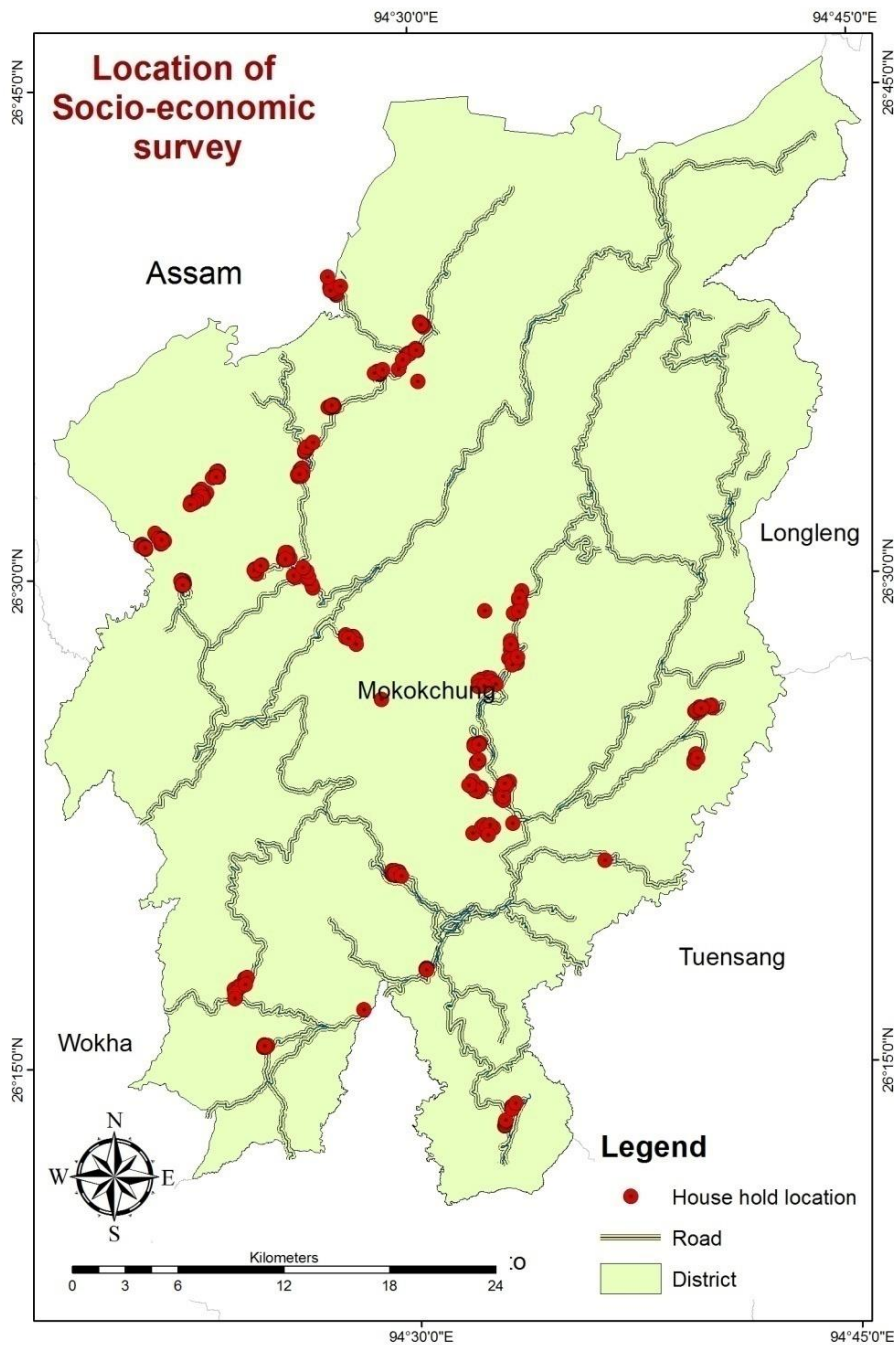 94°30'0"E
94°45'0"E
26°45'0"N
26°45'0"N
Location of
Socio-economic
survey
Assam
Longleng
26°30'0"N
26°30'0"N
Mokokchung
Tuensang
Wokha
26°15'0"N
26°15'0"N
N
W
E
S
Legend
House hold location
Road
District
Kilometers
:o
0 3 6 12 18 24
94°30'0"E
94°45'0"E